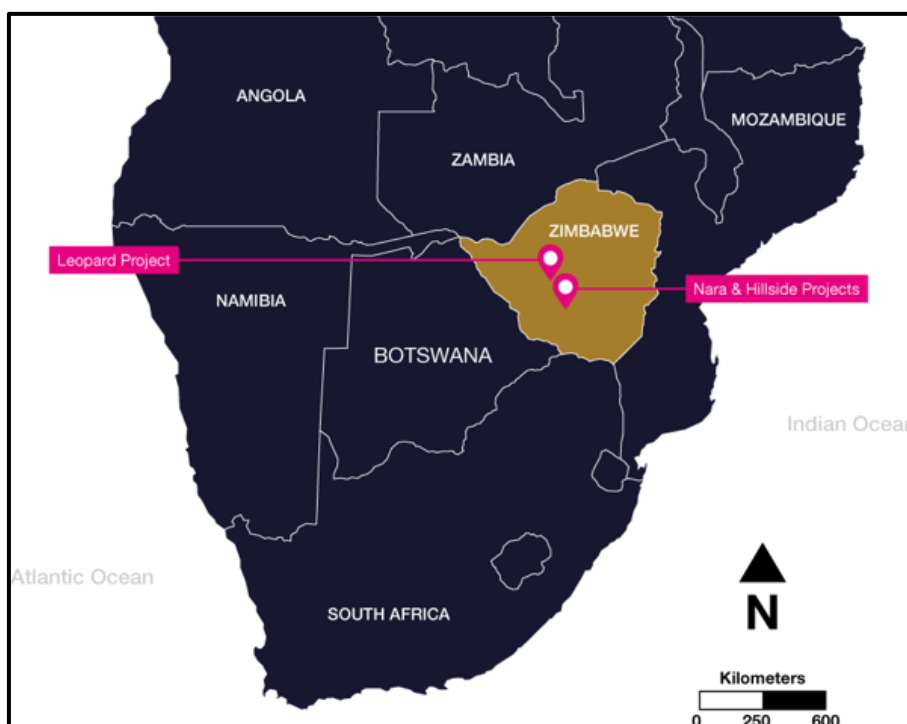 ANGOLA
MOZAMBIQUE
ZAMBIA
ZIMBABWE
Leopard Project
Nara & Hillside Projects
NAMIBIA
BOTSWANA
Indian Ocean
Atlantic Ocean
SOUTH AFRICA
N
Kilometers
0 250 600